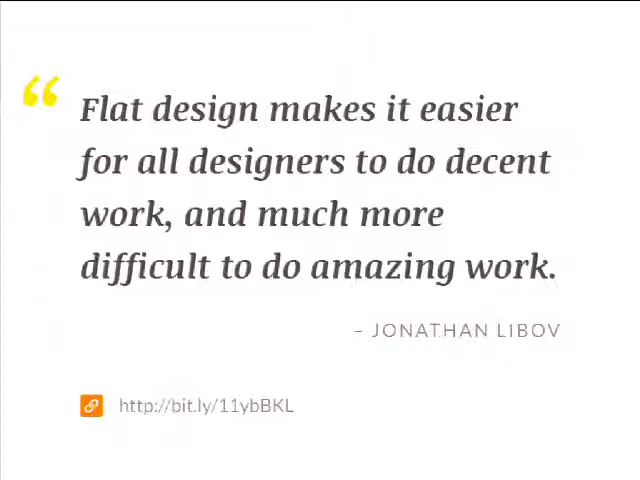 “ Flat design makes it easier
for all designers to do decent
work, and much more
difficult to do amazing work.
– JONATHAN LIBOV
http://bit.ly/11ybBKL